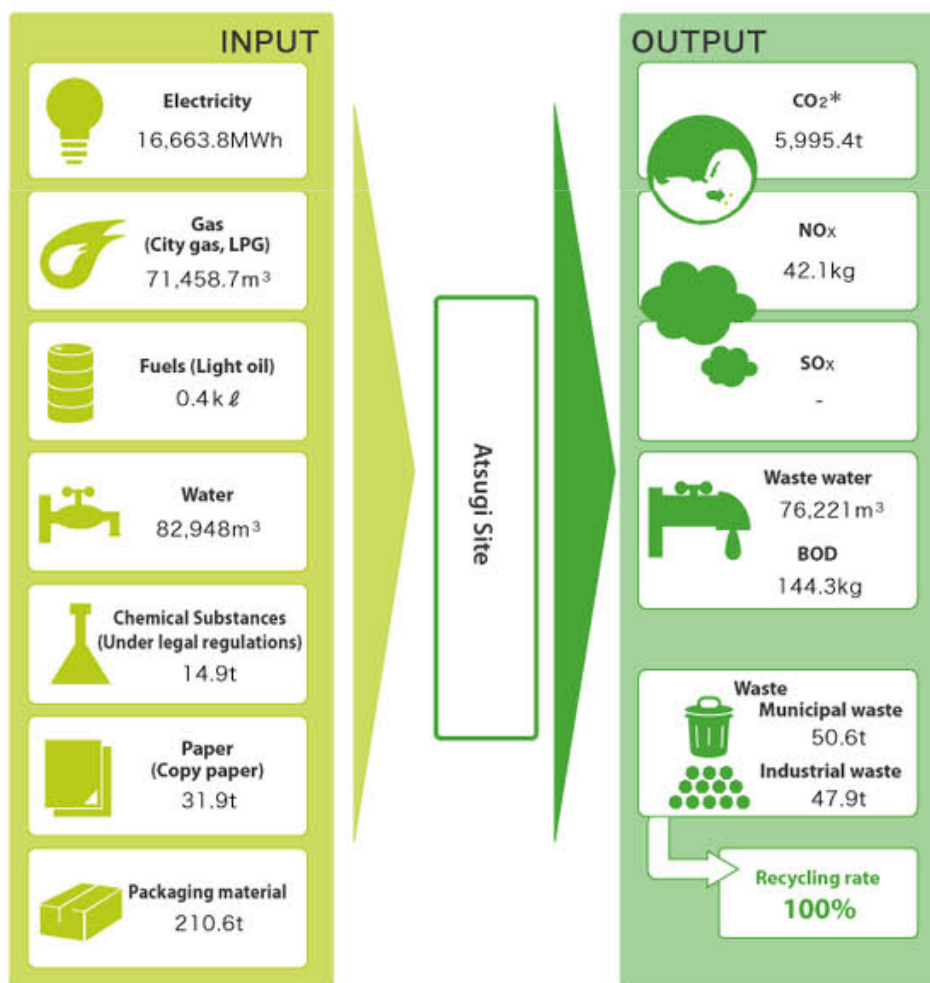 INPUT
Electricity
16,663.8MWh
Gas
(City gas, LPG)
71,458.7m³
Fuels (Light oil)
0.4kℓ
Water
82,948m³
Chemical Substances
(Under legal regulations)
14.9t
Paper
(Copy paper)
31.9t
Packaging material
210.6t
Atsugi Site
OUTPUT
CO₂*
5,995.4t
NOx
42.1kg
SOx
-
Waste water
76,221m³
BOD
144.3kg
Waste
Municipal waste
50.6t
Industrial waste
47.9t
Recycling rate
100%